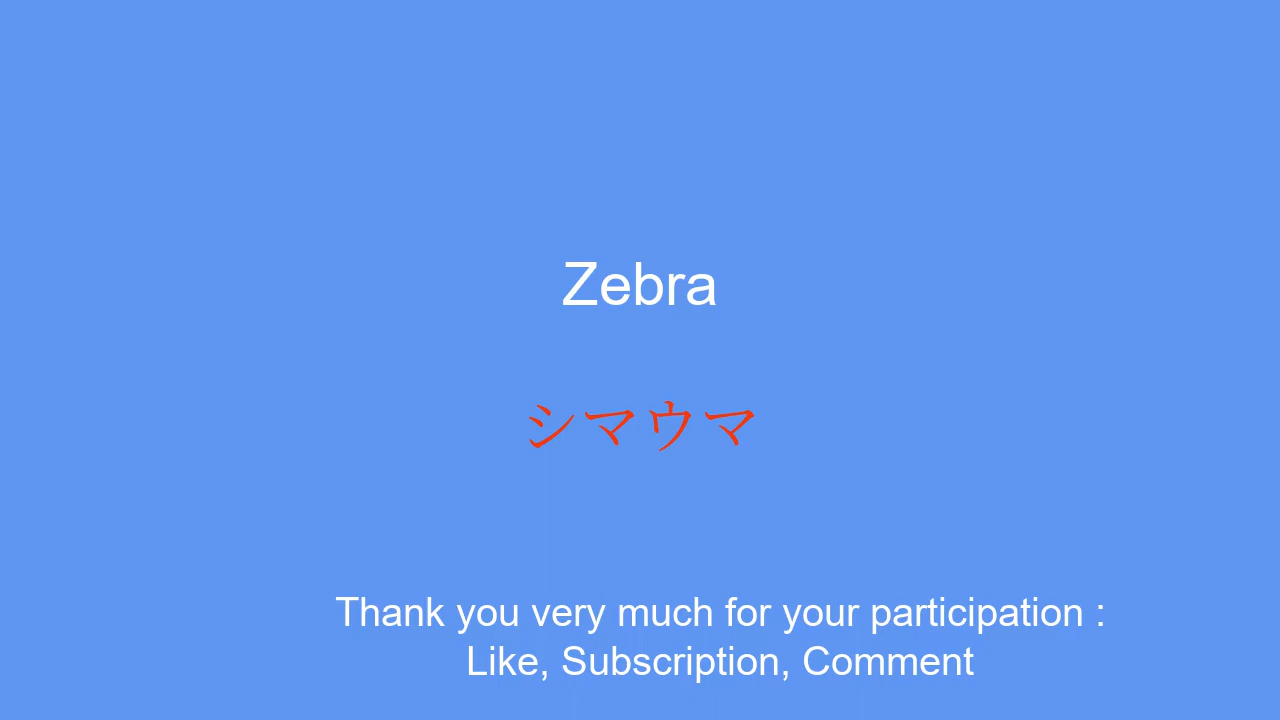 Zebra
シマウマ
Thank you very much for your participation :
Like, Subscription, Comment